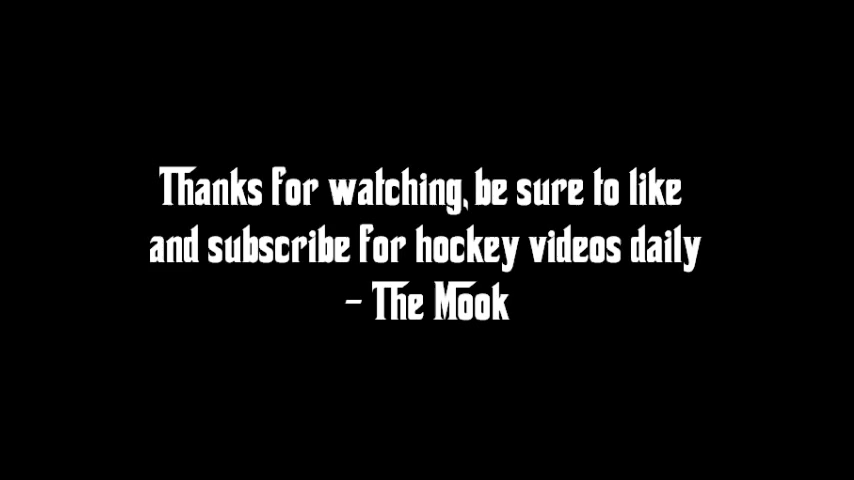 Thanks for watching, be sure to like
and subscribe for hockey videos daily
- The Mook